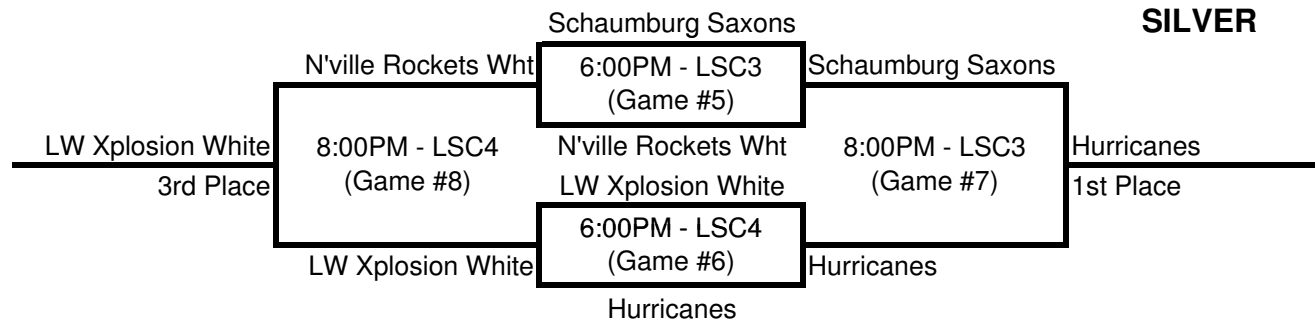 SILVER
Schaumburg Saxons
N'ville Rockets Wht
6:00PM - LSC3
(Game #5)
Schaumburg Saxons
LW Xplosion White
3rd Place
8:00PM - LSC4
(Game #8)
N'ville Rockets Wht
LW Xplosion White
8:00PM - LSC3
(Game #7)
Hurricanes
1st Place
LW Xplosion White
6:00PM - LSC4
(Game #6)
Hurricanes
Hurricanes